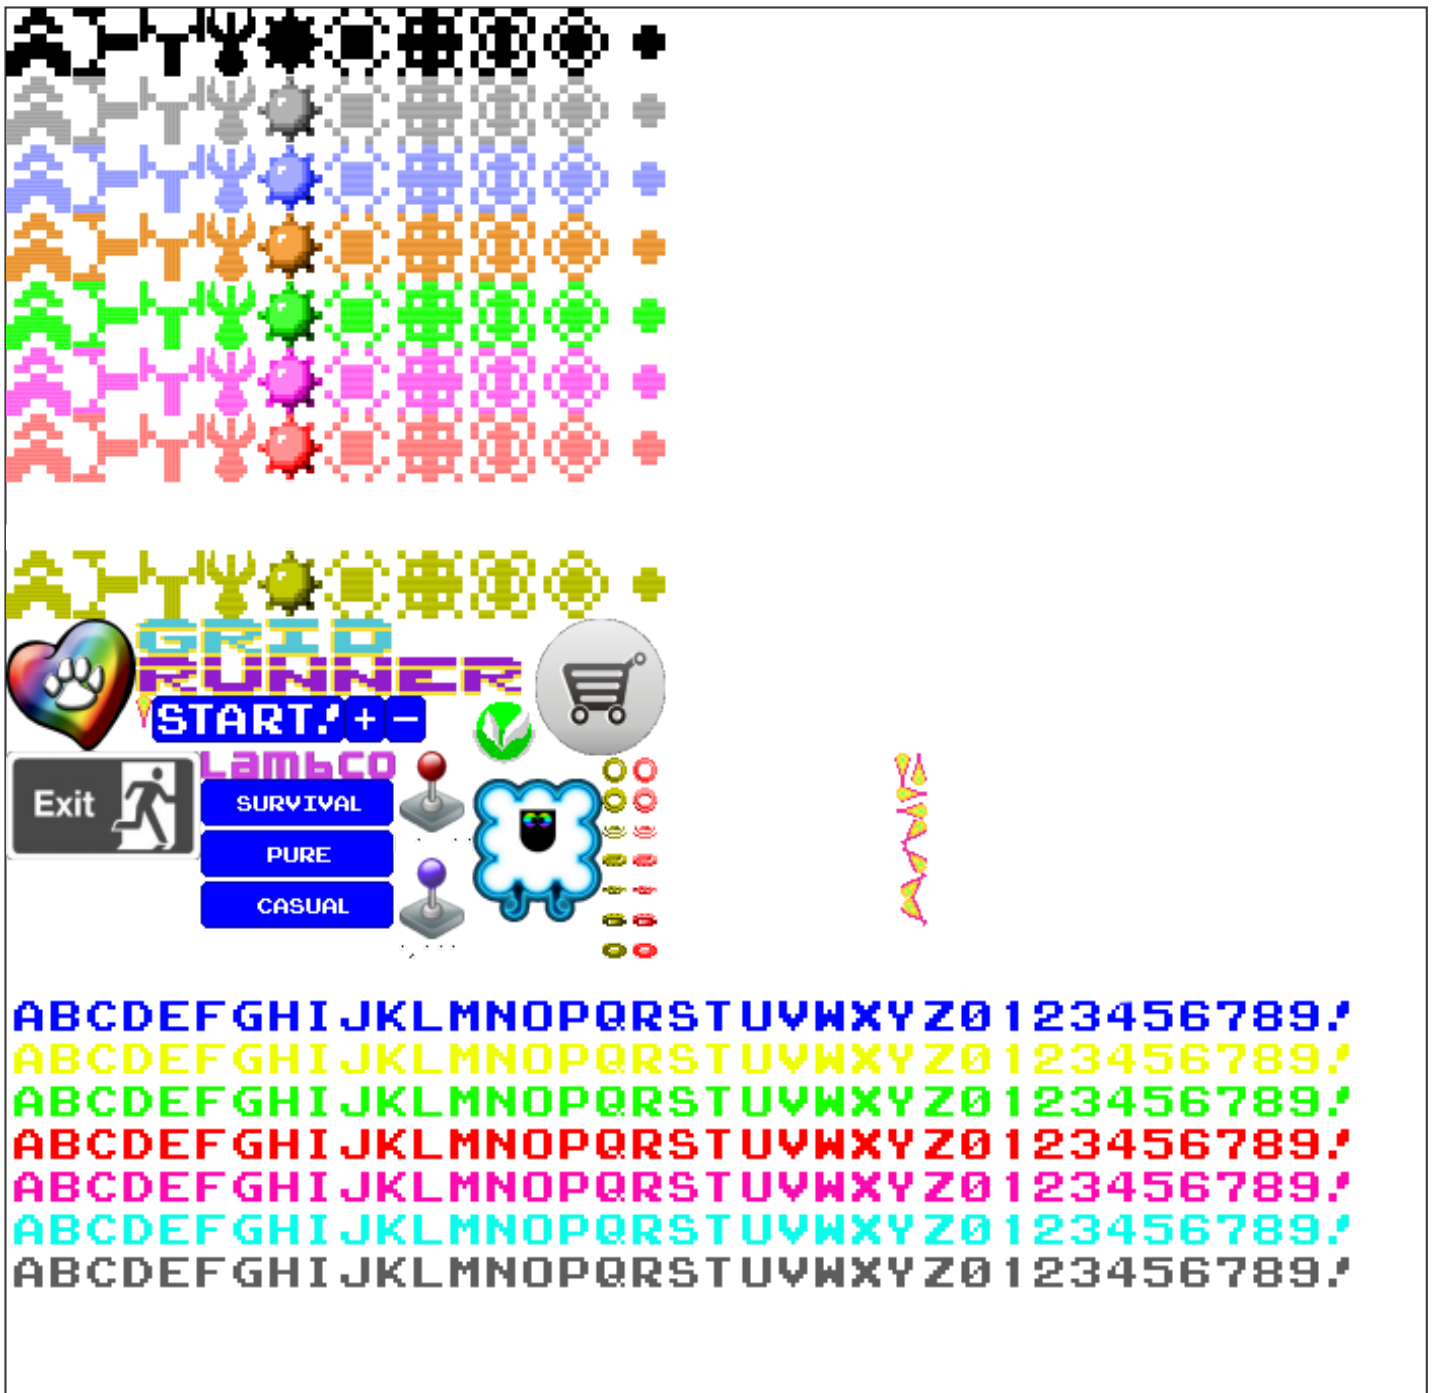 GRID
RUNNER
START! + -
Lambco
Exit
SURVIVAL
PURE
CASUAL
ABCDEFGHIJKLMNOPQRSTUVWXYZ0123456789.!
ABCDEFGHIJKLMNOPQRSTUVWXYZ0123456789.!
ABCDEFGHIJKLMNOPQRSTUVWXYZ0123456789.!
ABCDEFGHIJKLMNOPQRSTUVWXYZ0123456789.!
ABCDEFGHIJKLMNOPQRSTUVWXYZ0123456789.!
ABCDEFGHIJKLMNOPQRSTUVWXYZ0123456789.!
ABCDEFGHIJKLMNOPQRSTUVWXYZ0123456789.!